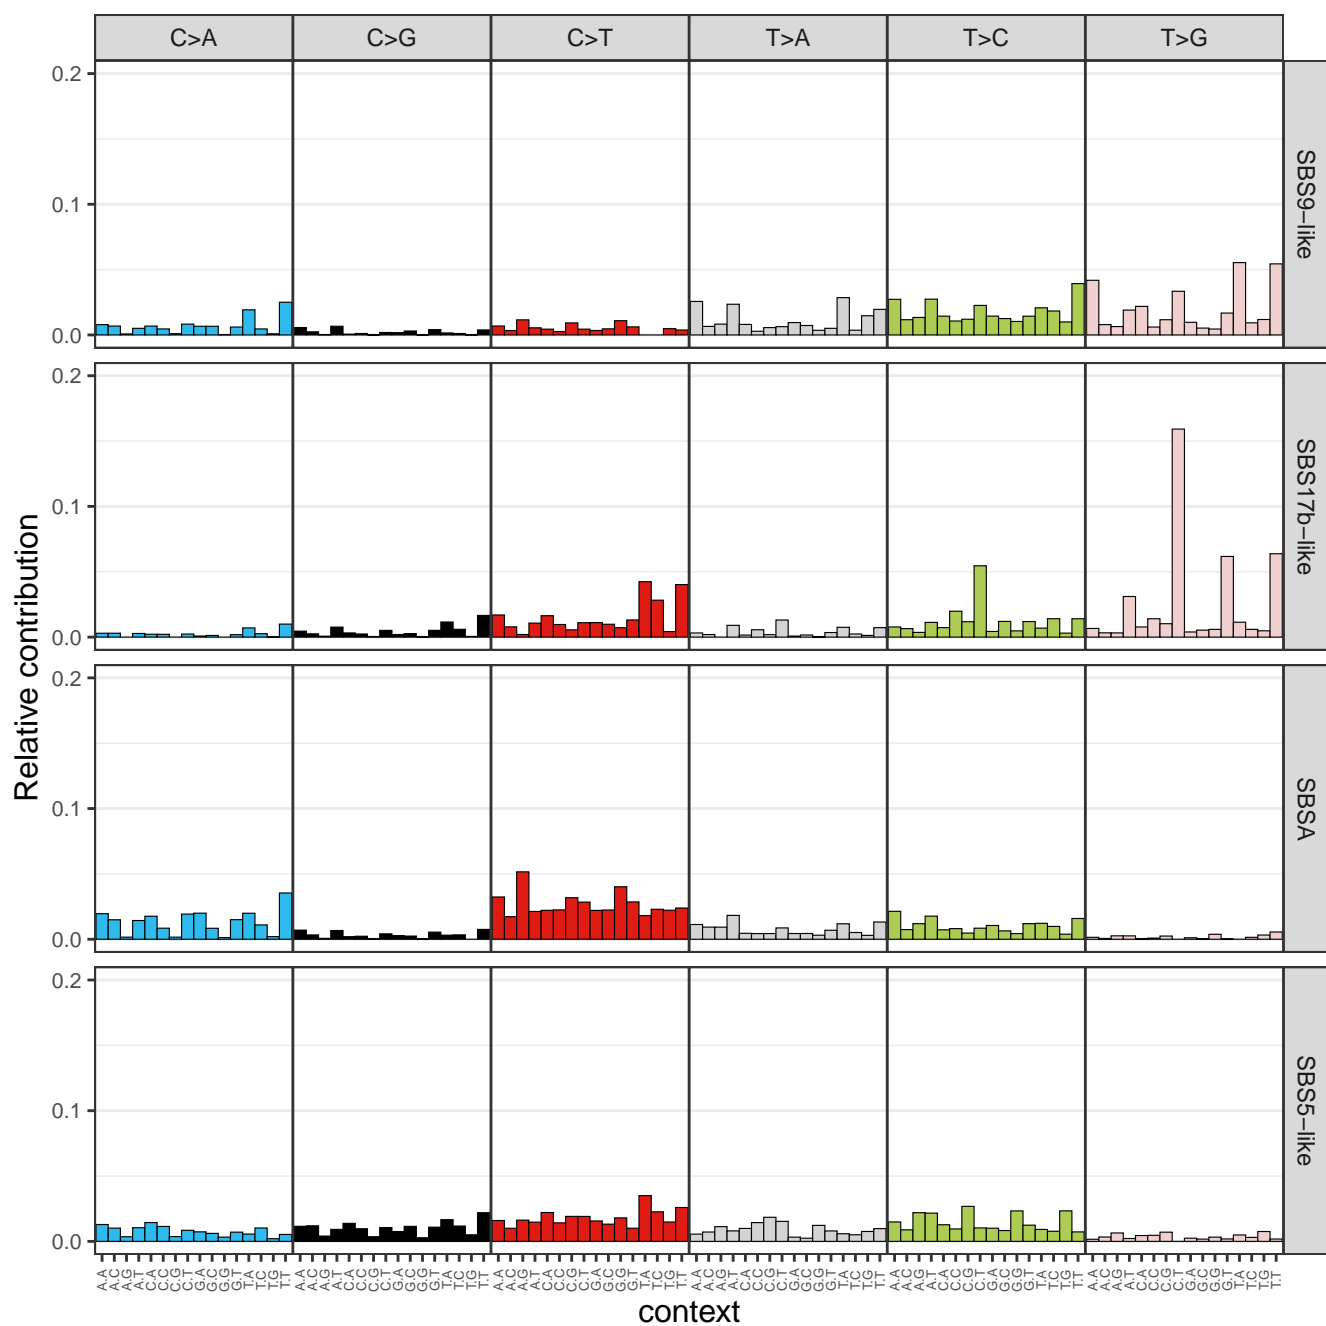 C>A C>G C>T T>A T>C T>G
0.2
0.1
0.0
SBS9−like
0.2
0.1
0.0
SBS17b−like
0.2
0.1
0.0
SBSA
0.2
0.1
0.0
SBS5−like
Relative contribution
A.A A.C A.G A.T C.A C.C C.G C.T G.A G.C G.G G.T T.A T.C T.G T.T A.A A.C A.G A.T C.A C.C C.G C.T G.A G.C G.G G.T T.A T.C T.G T.T A.A A.C A.G A.T C.A C.C C.G C.T G.A G.C G.G G.T T.A T.C T.G T.T A.A A.C A.G A.T C.A C.C C.G C.T G.A G.C G.G G.T T.A T.C T.G T.T A.A A.C A.G A.T C.A C.C C.G C.T G.A G.C G.G G.T T.A T.C T.G T.T A.A A.C A.G A.T C.A C.C C.G C.T G.A G.C G.G G.T T.A T.C T.G T.T
context